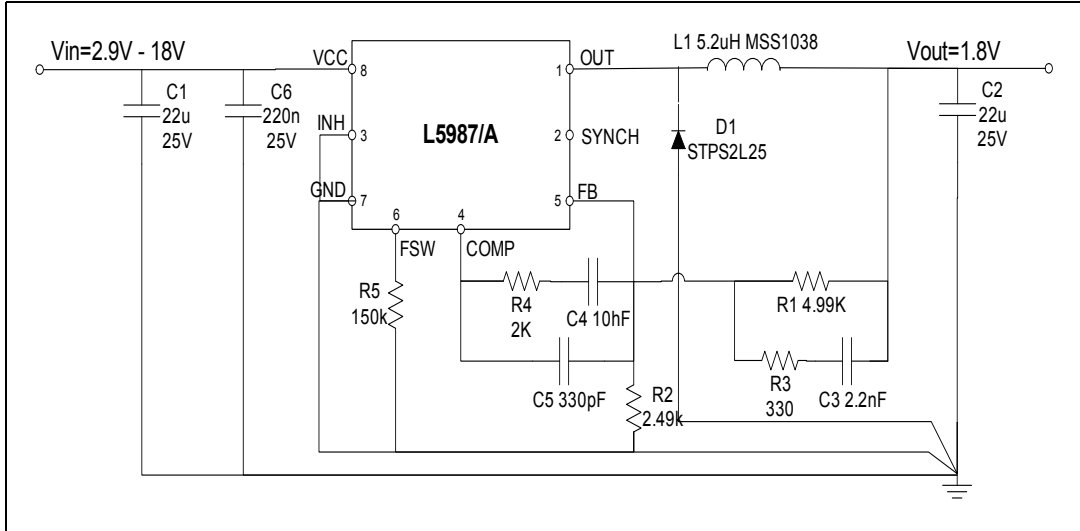 Vin=2.9V - 18V
C1
22u
25V
C6
220n
25V
VCC
8
INH
3
GND
7
L5987/A
1
OUT
2
SYNCH
5
FB
6
FSW
4
COMP
L1 5.2uH MSS1038
Vout=1.8V
D1
STPS2L25
C2
22u
25V
R5
150k
R4
2K
C4 10hF
C5 330pF
R2
2.49k
R1 4.99K
R3
330
C3 2.2nF